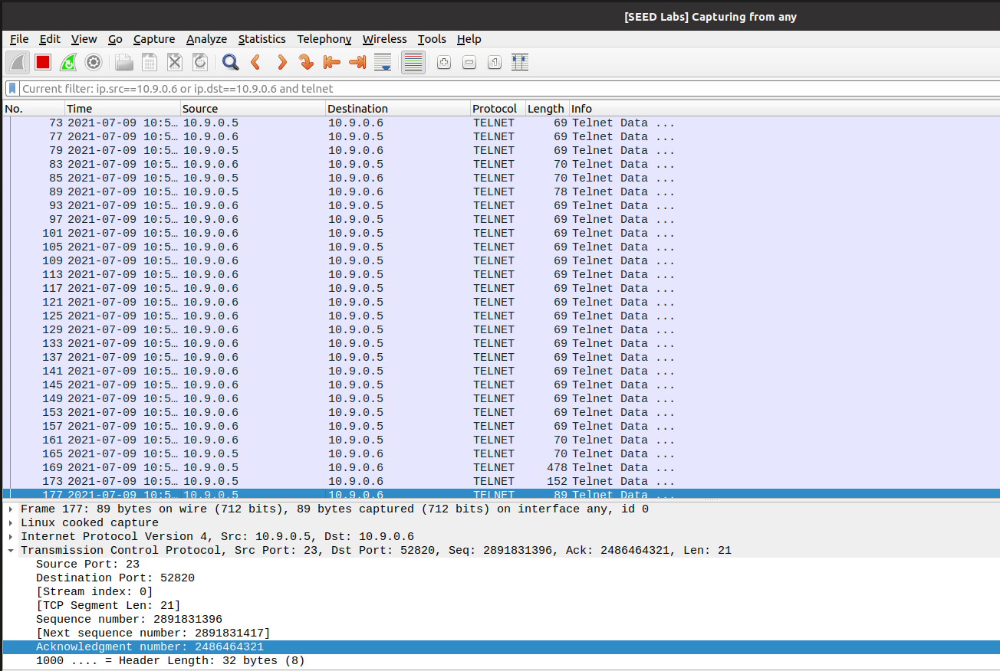 [SEED Labs] Capturing from any
File Edit View Go Capture Analyze Statistics Telephony Wireless Tools Help
Current filter: ip.src==10.9.0.6 or ip.dst==10.9.0.6 and telnet
No. Time Source Destination Protocol Length Info
73 2021-07-09 10:5… 10.9.0.5 10.9.0.6 TELNET 69 Telnet Data ...
77 2021-07-09 10:5… 10.9.0.6 10.9.0.5 TELNET 69 Telnet Data ...
79 2021-07-09 10:5… 10.9.0.5 10.9.0.6 TELNET 69 Telnet Data ...
83 2021-07-09 10:5… 10.9.0.6 10.9.0.5 TELNET 70 Telnet Data ...
85 2021-07-09 10:5… 10.9.0.5 10.9.0.6 TELNET 70 Telnet Data ...
89 2021-07-09 10:5… 10.9.0.5 10.9.0.6 TELNET 78 Telnet Data ...
93 2021-07-09 10:5… 10.9.0.6 10.9.0.5 TELNET 69 Telnet Data ...
97 2021-07-09 10:5… 10.9.0.6 10.9.0.5 TELNET 69 Telnet Data ...
101 2021-07-09 10:5… 10.9.0.6 10.9.0.5 TELNET 69 Telnet Data ...
105 2021-07-09 10:5… 10.9.0.6 10.9.0.5 TELNET 69 Telnet Data ...
109 2021-07-09 10:5… 10.9.0.6 10.9.0.5 TELNET 69 Telnet Data ...
113 2021-07-09 10:5… 10.9.0.6 10.9.0.5 TELNET 69 Telnet Data ...
117 2021-07-09 10:5… 10.9.0.6 10.9.0.5 TELNET 69 Telnet Data ...
121 2021-07-09 10:5… 10.9.0.6 10.9.0.5 TELNET 69 Telnet Data ...
125 2021-07-09 10:5… 10.9.0.6 10.9.0.5 TELNET 69 Telnet Data ...
129 2021-07-09 10:5… 10.9.0.6 10.9.0.5 TELNET 69 Telnet Data ...
133 2021-07-09 10:5… 10.9.0.6 10.9.0.5 TELNET 69 Telnet Data ...
137 2021-07-09 10:5… 10.9.0.6 10.9.0.5 TELNET 69 Telnet Data ...
141 2021-07-09 10:5… 10.9.0.6 10.9.0.5 TELNET 69 Telnet Data ...
145 2021-07-09 10:5… 10.9.0.6 10.9.0.5 TELNET 69 Telnet Data ...
149 2021-07-09 10:5… 10.9.0.6 10.9.0.5 TELNET 69 Telnet Data ...
153 2021-07-09 10:5… 10.9.0.6 10.9.0.5 TELNET 69 Telnet Data ...
157 2021-07-09 10:5… 10.9.0.6 10.9.0.5 TELNET 69 Telnet Data ...
161 2021-07-09 10:5… 10.9.0.6 10.9.0.5 TELNET 70 Telnet Data ...
165 2021-07-09 10:5… 10.9.0.5 10.9.0.6 TELNET 70 Telnet Data ...
169 2021-07-09 10:5… 10.9.0.5 10.9.0.6 TELNET 478 Telnet Data ...
173 2021-07-09 10:5… 10.9.0.5 10.9.0.6 TELNET 152 Telnet Data ...
177 2021-07-09 10:5… 10.9.0.5 10.9.0.6 TELNET 89 Telnet Data ...
Frame 177: 89 bytes on wire (712 bits), 89 bytes captured (712 bits) on interface any, id 0
Linux cooked capture
Internet Protocol Version 4, Src: 10.9.0.5, Dst: 10.9.0.6
Transmission Control Protocol, Src Port: 23, Dst Port: 52820, Seq: 2891831396, Ack: 2486464321, Len: 21
Source Port: 23
Destination Port: 52820
[Stream index: 0]
[TCP Segment Len: 21]
Sequence number: 2891831396
[Next sequence number: 2891831417]
Acknowledgment number: 2486464321
1000 .... = Header Length: 32 bytes (8)